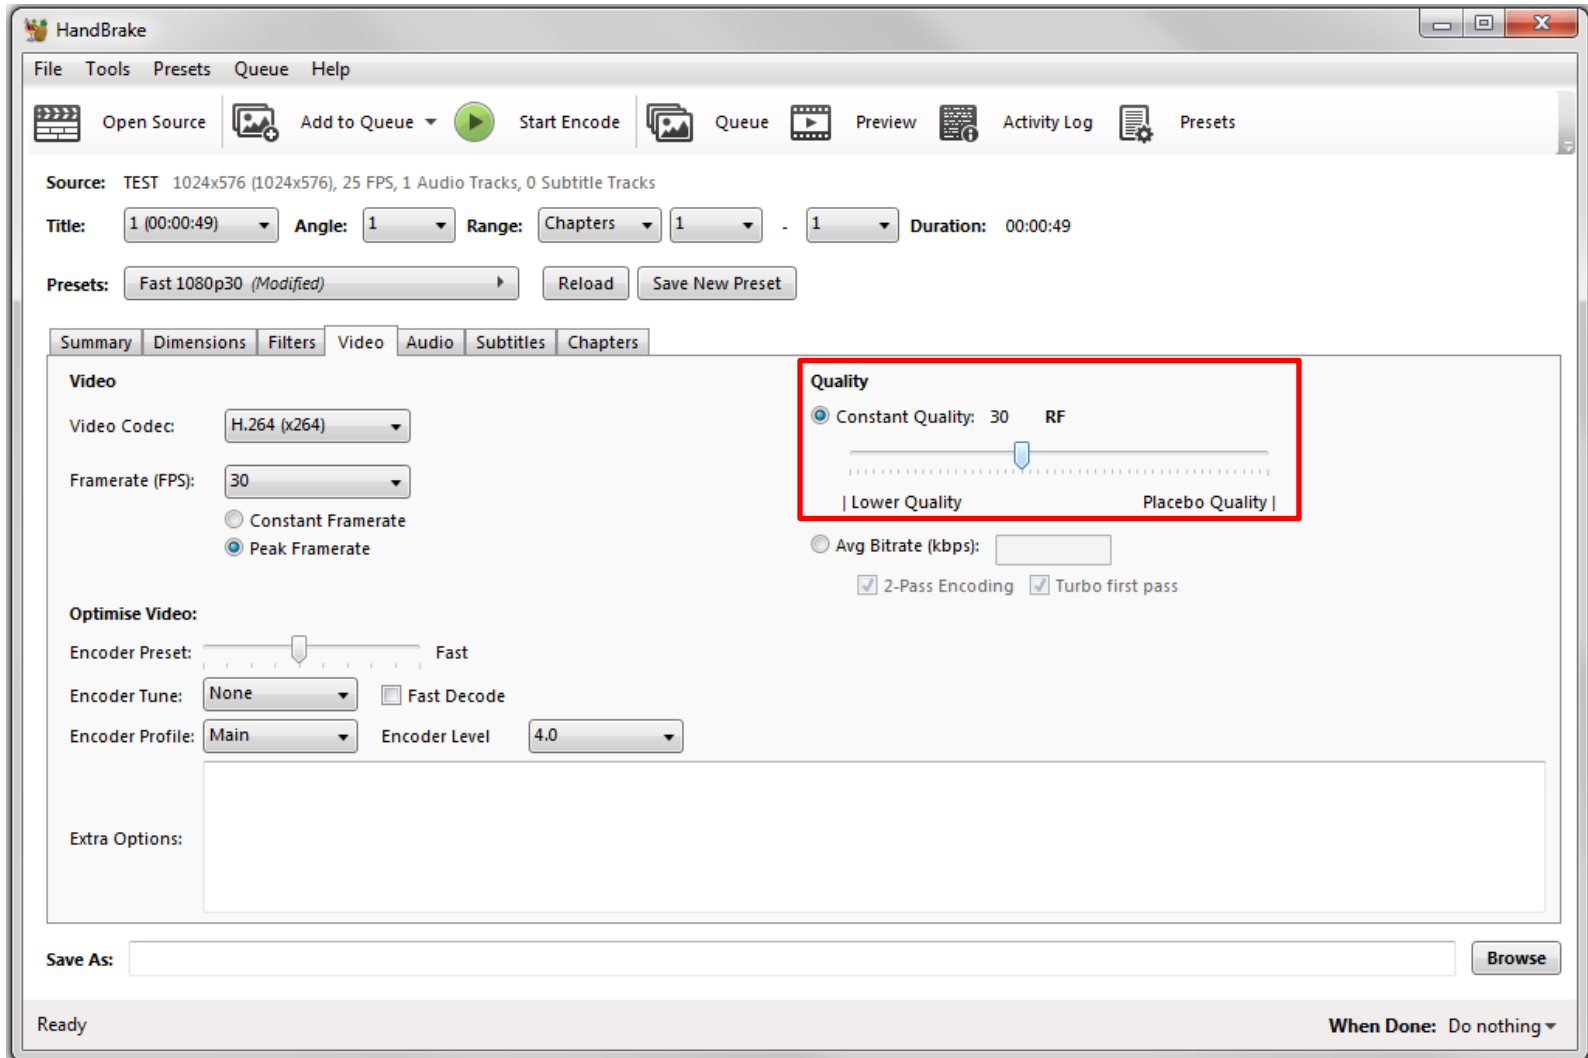 HandBrake
File Tools Presets Queue Help
Open Source Add to Queue Start Encode Queue Preview Activity Log Presets
Source: TEST 1024x576 (1024x576), 25 FPS, 1 Audio Tracks, 0 Subtitle Tracks
Title: 1 (00:00:49) Angle: 1 Range: Chapters 1 - 1 Duration: 00:00:49
Presets: Fast 1080p30 (Modified) Reload Save New Preset
Summary Dimensions Filters Video Audio Subtitles Chapters
Video
Video Codec: H.264 (x264)
Framerate (FPS): 30
Constant Framerate
Peak Framerate
Quality
Constant Quality: 30 RF
| Lower Quality Placebo Quality |
Avg Bitrate (kbps):
2-Pass Encoding Turbo first pass
Optimise Video:
Encoder Preset: Fast
Encoder Tune: None Fast Decode
Encoder Profile: Main Encoder Level 4.0
Extra Options:
Save As: Browse
Ready When Done: Do nothing